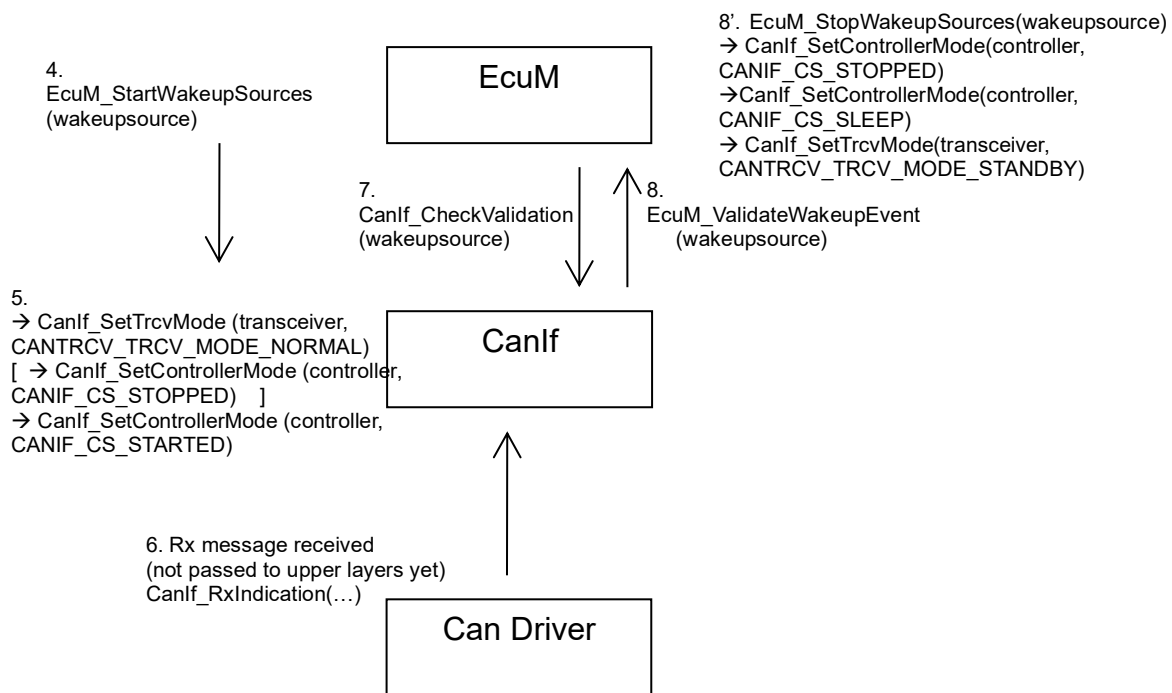 8’. EcuM_StopWakeupSources(wakeupsource)
→ CanIf_SetControllerMode(controller,
CANIF_CS_STOPPED)
→CanIf_SetControllerMode(controller,
CANIF_CS_SLEEP)
→ CanIf_SetTrcvMode(transceiver,
CANTRCV_TRCV_MODE_STANDBY)
EcuM
4.
EcuM_StartWakeupSources
(wakeupsource)
7.
CanIf_CheckValidation
(wakeupsource)
8.
EcuM_ValidateWakeupEvent
(wakeupsource)
5.
→ CanIf_SetTrcvMode (transceiver,
CANTRCV_TRCV_MODE_NORMAL)
[ → CanIf_SetControllerMode (controller,
CANIF_CS_STOPPED) ]
→ CanIf_SetControllerMode (controller,
CANIF_CS_STARTED)
CanIf
6. Rx message received
(not passed to upper layers yet)
CanIf_RxIndication(…)
Can Driver